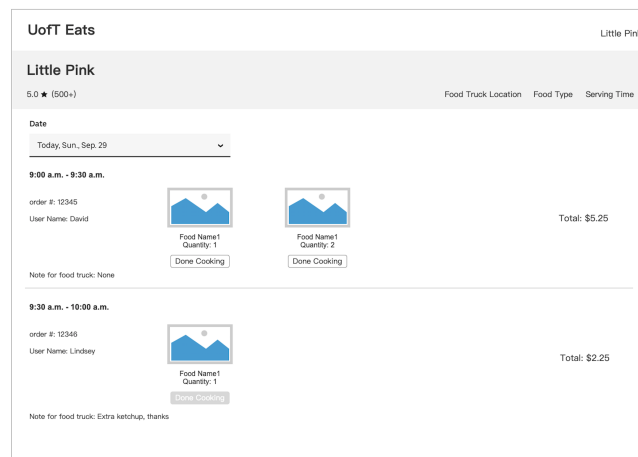 UofT Eats
Little Pink
Little Pink
5.0 ★ (500+)
Food Truck Location Food Type Serving Time
Date
Today, Sun., Sep. 29
9:00 a.m. - 9:30 a.m.
order #: 12345
User Name: David
Food Name1
Quantity: 1
Done Cooking
Food Name1
Quantity: 2
Done Cooking
Total: $5.25
Note for food truck: None
9:30 a.m. - 10:00 a.m.
order #: 12346
User Name: Lindsey
Food Name1
Quantity: 1
Done Cooking
Total: $2.25
Note for food truck: Extra ketchup, thanks